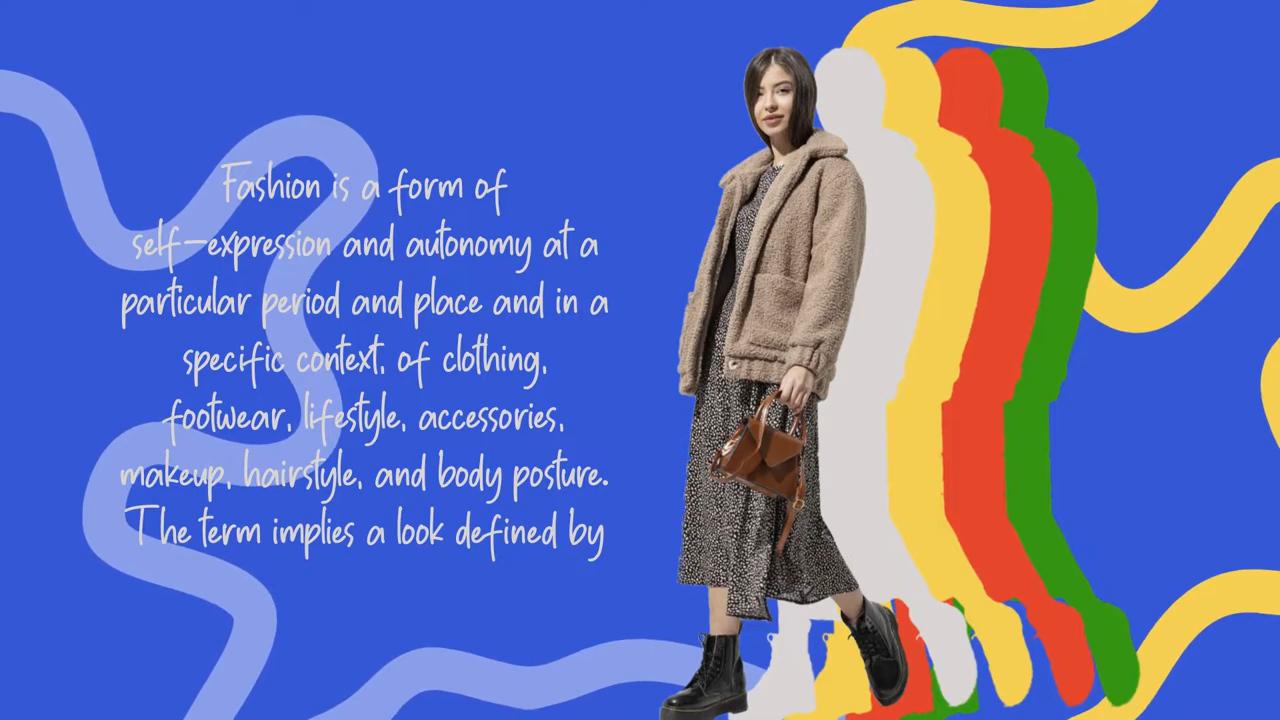 Fashion is a form of
self-expression and autonomy at a
particular period and place and in a
specific context, of clothing,
footwear, lifestyle, accessories,
makeup, hairstyle, and body posture.
The term implies a look defined by